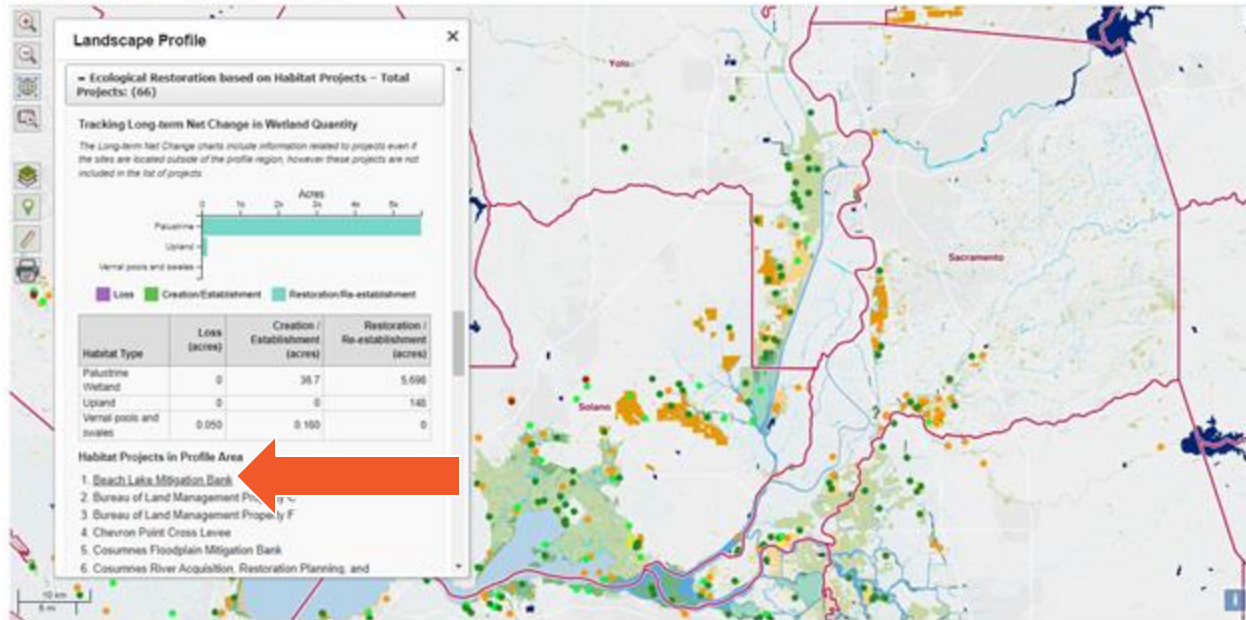 Landscape Profile
×
– Ecological Restoration based on Habitat Projects – Total
Projects: (66)
Tracking Long-term Net Change in Wetland Quantity
The Long-term Net Change charts include information related to projects even if
the sites are located outside of the profile region, however these projects are not
included in the list of projects.
Acres
0 1k 2k 3k 4k 5k
Palustrine
Upland
Vernal pools and swales
Loss Creation/Establishment Restoration/Re-establishment
Habitat Type Loss (acres) Creation / Establishment (acres) Restoration / Re-establishment (acres)
Palustrine Wetland 0 36.7 5,698
Upland 0 0 148
Vernal pools and swales 0.050 0.160 0
Habitat Projects in Profile Area
1. Beach Lake Mitigation Bank
2. Bureau of Land Management Property C
3. Bureau of Land Management Property F
4. Chevron Point Cross Levee
5. Cosumnes Floodplain Mitigation Bank
6. Cosumnes River Acquisition, Restoration Planning, and
Yolo
Sacramento
Solano
10 km
5 mi
i